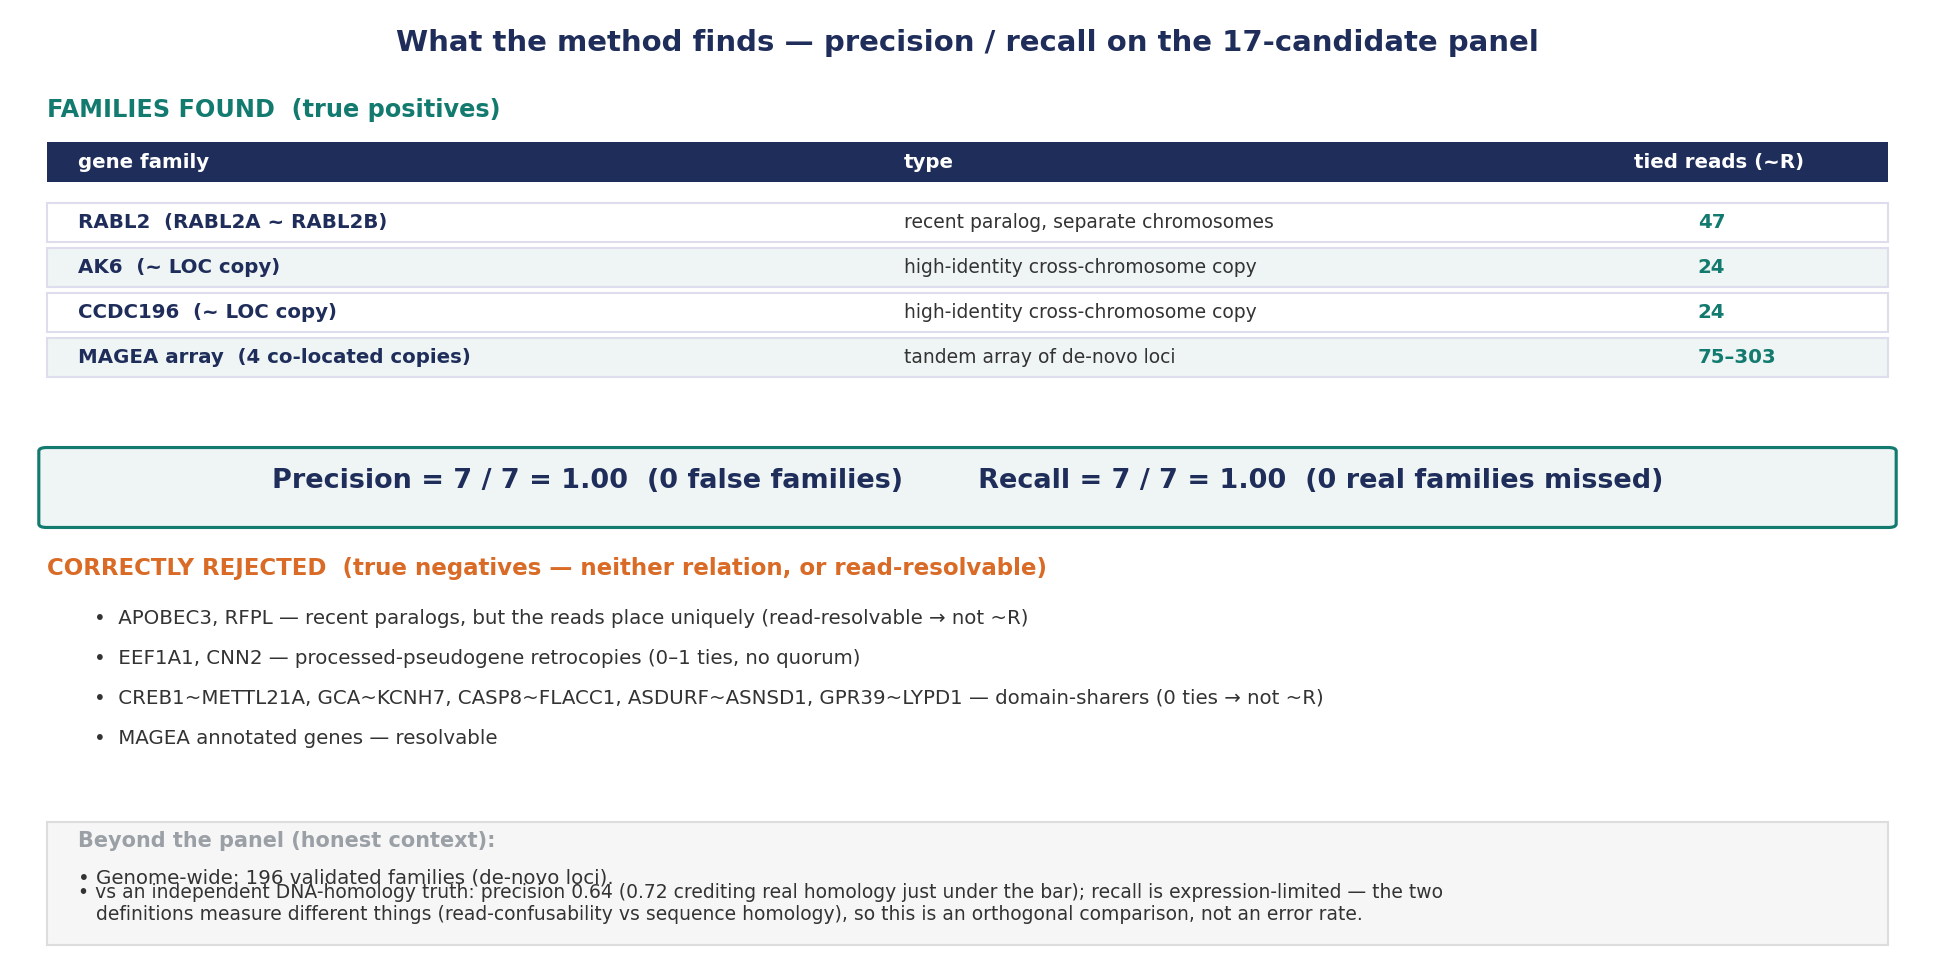 What the method finds — precision / recall on the 17-candidate panel
FAMILIES FOUND (true positives)
gene family type tied reads (~R)
RABL2 (RABL2A ~ RABL2B) recent paralog, separate chromosomes 47
AK6 (~ LOC copy) high-identity cross-chromosome copy 24
CCDC196 (~ LOC copy) high-identity cross-chromosome copy 24
MAGEA array (4 co-located copies) tandem array of de-novo loci 75–303
Precision = 7 / 7 = 1.00 (0 false families) Recall = 7 / 7 = 1.00 (0 real families missed)
CORRECTLY REJECTED (true negatives — neither relation, or read-resolvable)
• APOBEC3, RFPL — recent paralogs, but the reads place uniquely (read-resolvable → not ~R)
• EEF1A1, CNN2 — processed-pseudogene retrocopies (0–1 ties, no quorum)
• CREB1~METTL21A, GCA~KCNH7, CASP8~FLACC1, ASDURF~ASNSD1, GPR39~LYPD1 — domain-sharers (0 ties → not ~R)
• MAGEA annotated genes — resolvable
Beyond the panel (honest context):
• Genome-wide: 196 validated families (de-novo loci).
• vs an independent DNA-homology truth: precision 0.64 (0.72 crediting real homology just under the bar); recall is expression-limited — the two
definitions measure different things (read-confusability vs sequence homology), so this is an orthogonal comparison, not an error rate.